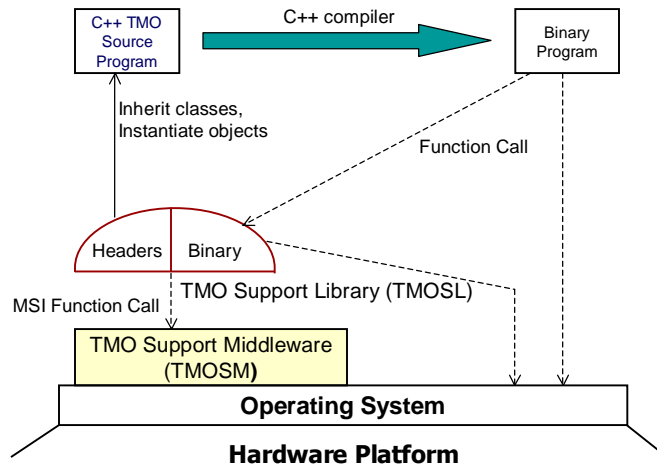 C++ TMO
Source
Program
C++ compiler
Binary
Program
Inherit classes,
Instantiate objects
Function Call
Headers
Binary
MSI Function Call
TMO Support Library (TMOSL)
TMO Support Middleware
(TMOSM)
Operating System
Hardware Platform